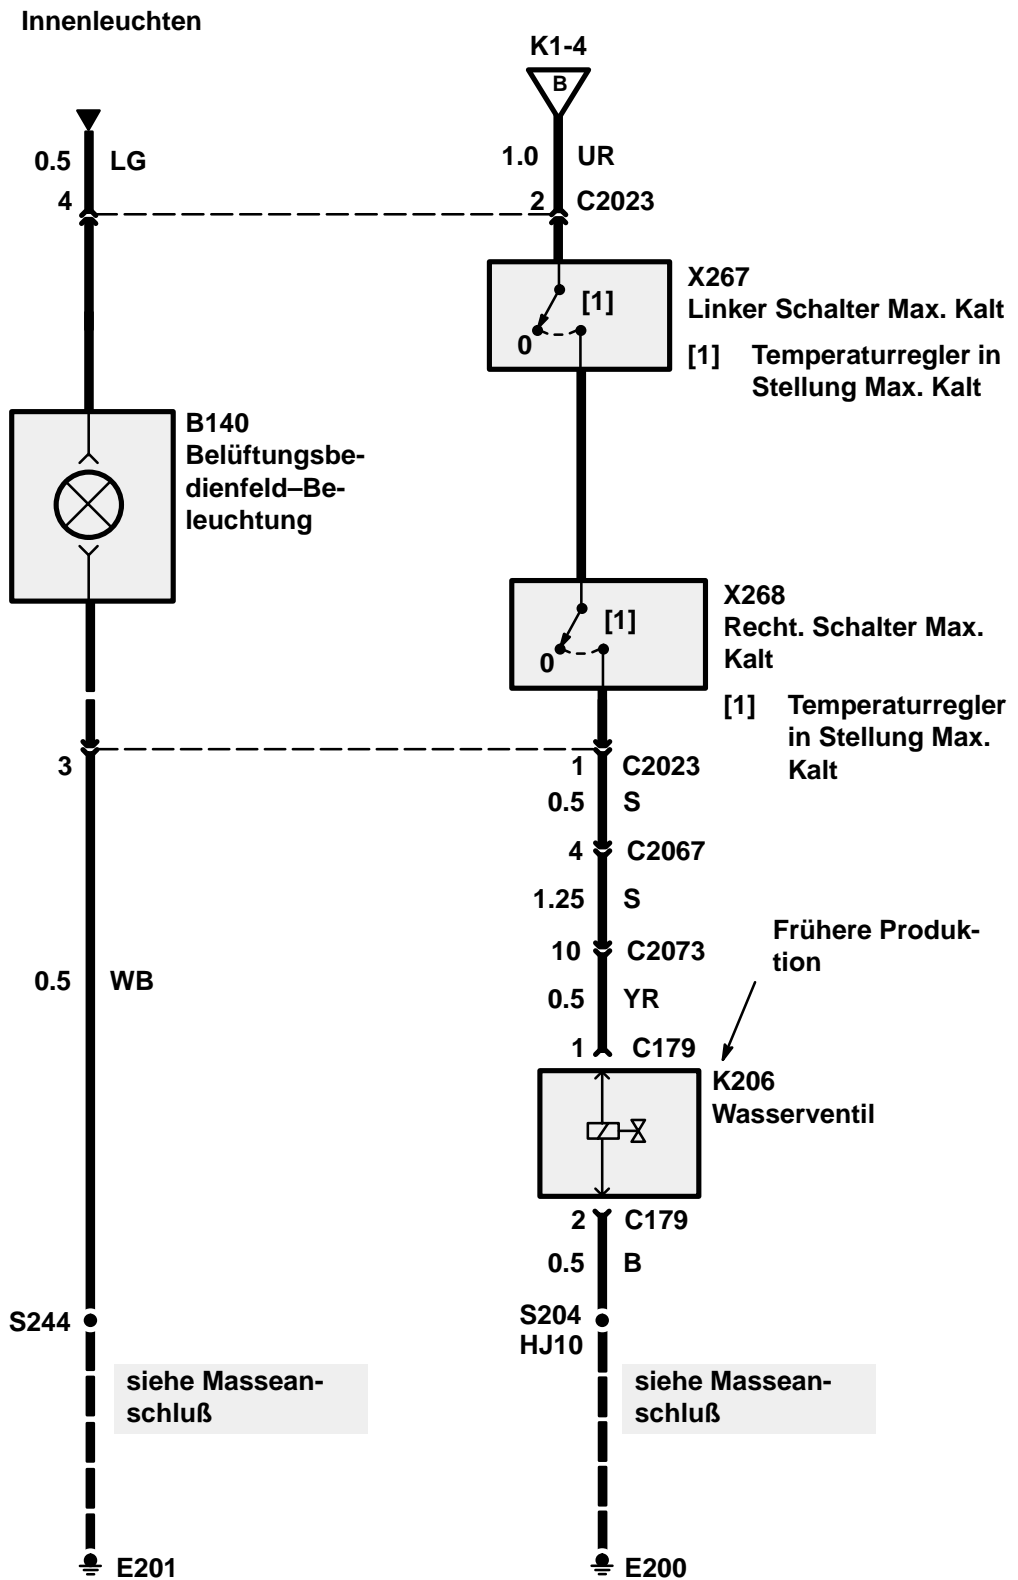 Innenleuchten
K1-4
B
0.5 LG
1.0 UR
4
2 C2023
X267
Linker Schalter Max. Kalt
[1]
0
[1] Temperaturregler in
Stellung Max. Kalt
B140
Belüftungsbe-
dienfeld–Be-
leuchtung
X268
Recht. Schalter Max.
Kalt
[1]
0
[1] Temperaturregler
in Stellung Max.
Kalt
3
1 C2023
0.5 S
4 C2067
1.25 S
Frühere Produk-
tion
10 C2073
0.5 WB
0.5 YR
1 C179
K206
Wasserventil
2 C179
0.5 B
S244
S204
HJ10
siehe Massean-
schluß
siehe Massean-
schluß
E201
E200